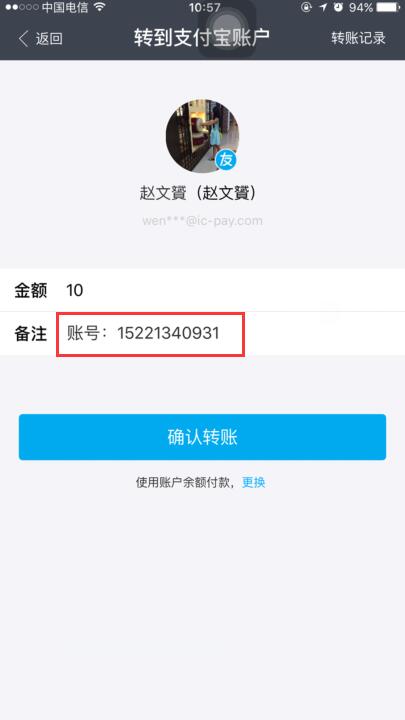 中国电信 10:57 94%
返回 转到支付宝账户 转账记录
友
赵文贇（赵文贇）
wen***@ic-pay.com
金额 10
备注 账号：15221340931
确认转账
使用账户余额付款，更换